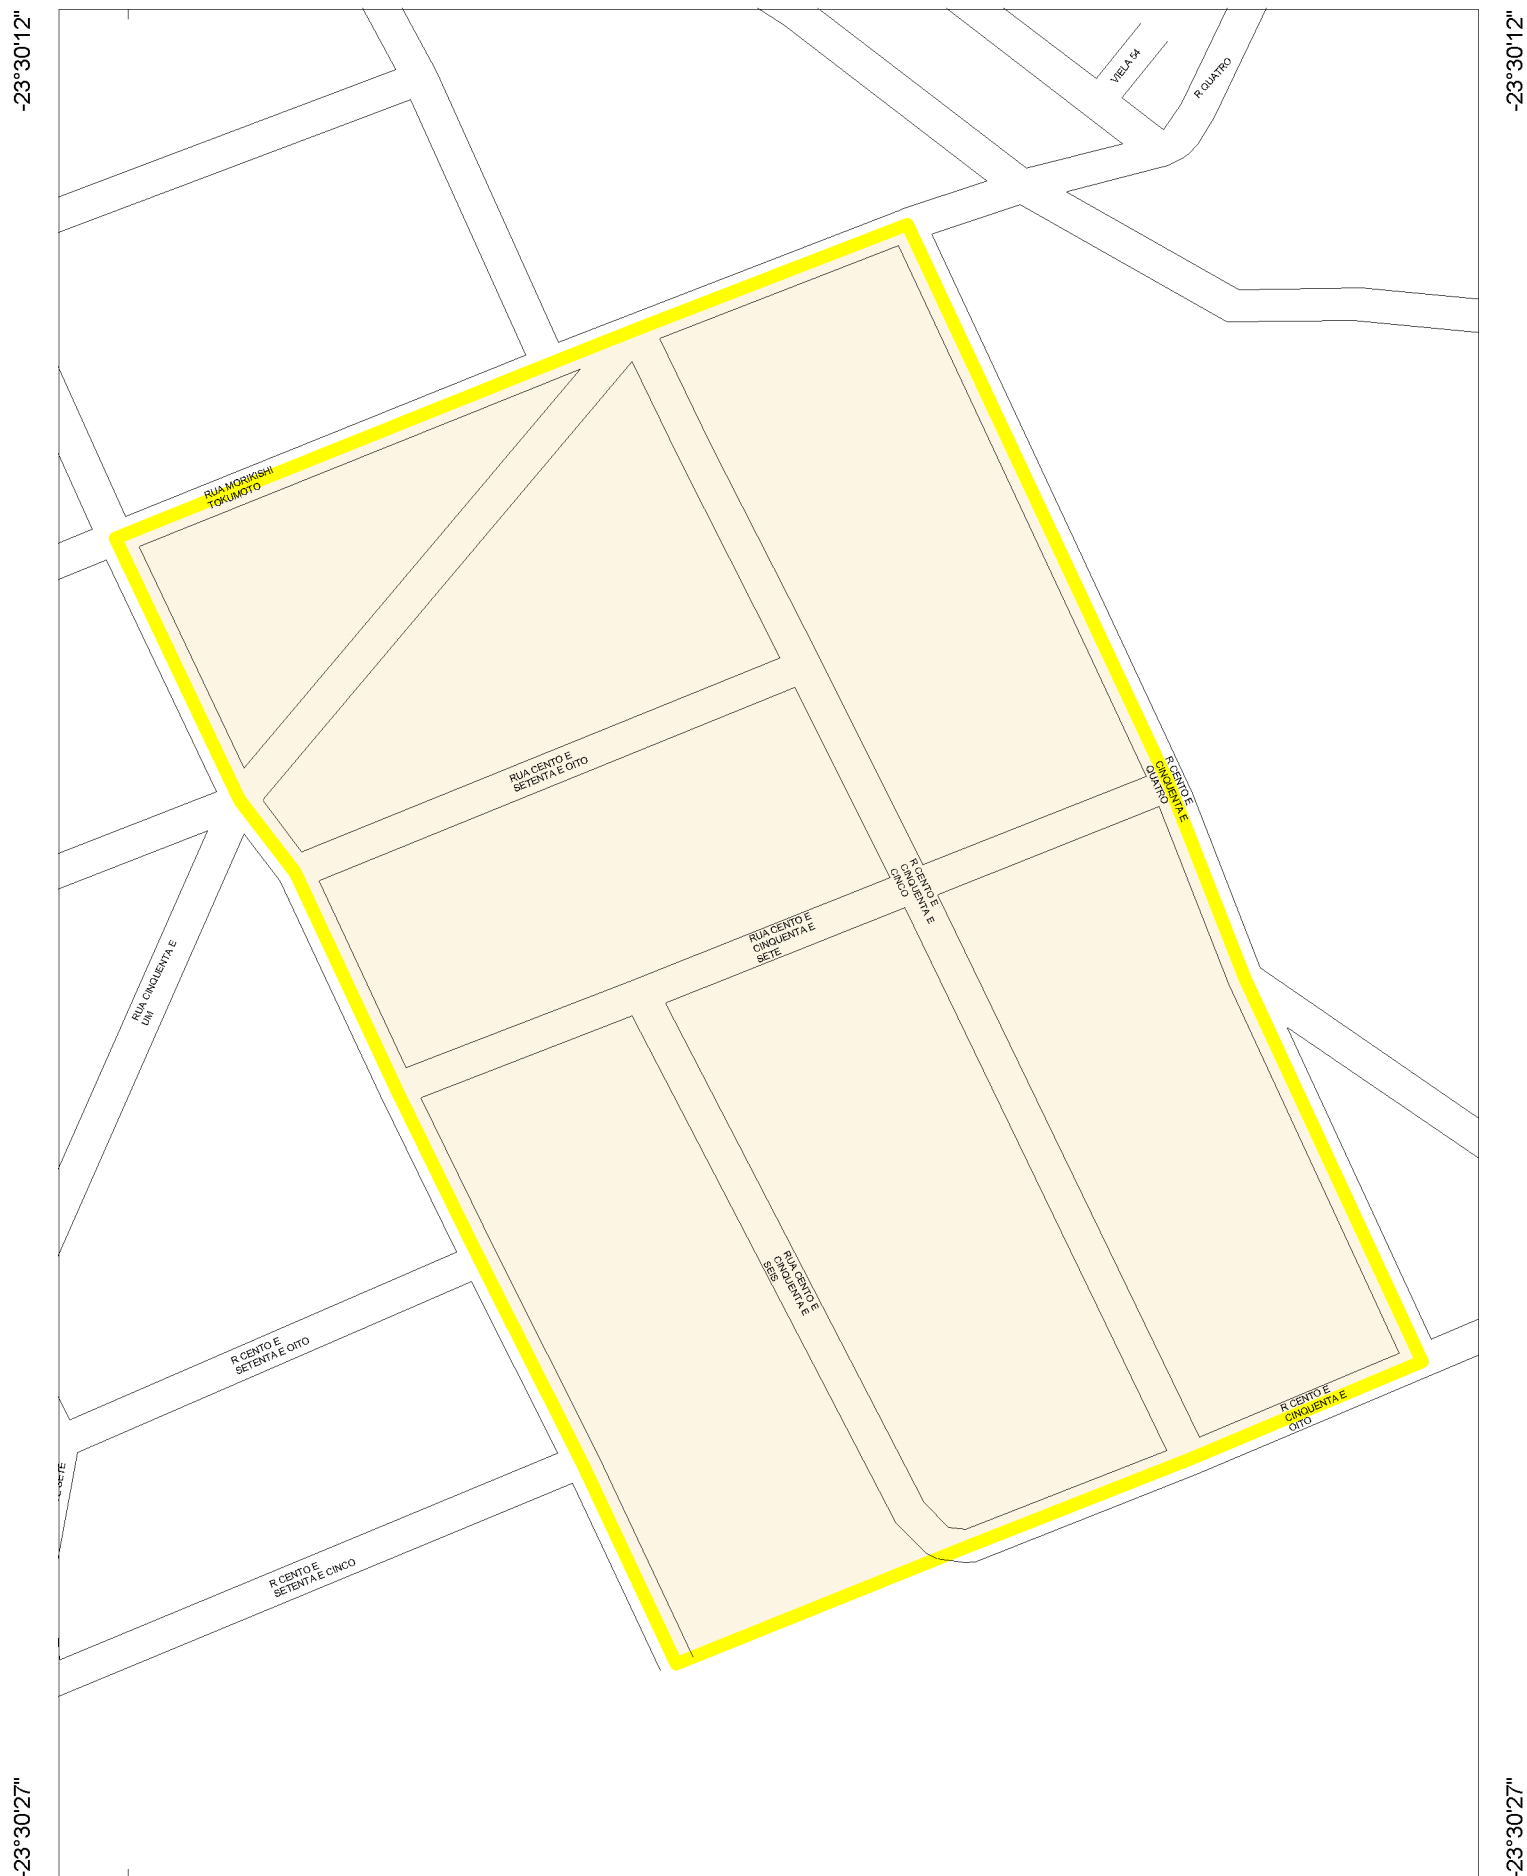 -23°30'12"
-23°30'12"
VIELA 54
R QUATRO
RUA MORIKISHI
TOKUMOTO
RUA CENTO E
SETENTA E OITO
R CENTO E
CINQUENTA E
QUATRO
R CENTO E
CINQUENTA E
CINCO
RUA CENTO E
CINQUENTA E
SETE
RUA CINQUENTA E
UM
RUA CENTO E
CINQUENTA E
SEIS
R CENTO E
SETENTA E OITO
R CENTO E
CINQUENTA E
OITO
SETE
R CENTO E
SETENTA E CINCO
-23°30'27"
-23°30'27"